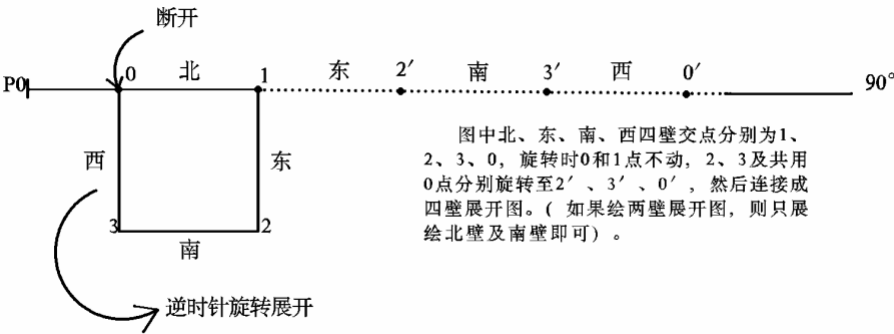 断开
P0 0 北 1 东 2′ 南 3′ 西 0′ 90°
西 东
3 南 2
图中北、东、南、西四壁交点分别为1、
2、3、0，旋转时0和1点不动，2、3及共用
0点分别旋转至2′、3′、0′，然后连接成
四壁展开图。( 如果绘两壁展开图，则只展
绘北壁及南壁即可) 。
逆时针旋转展开